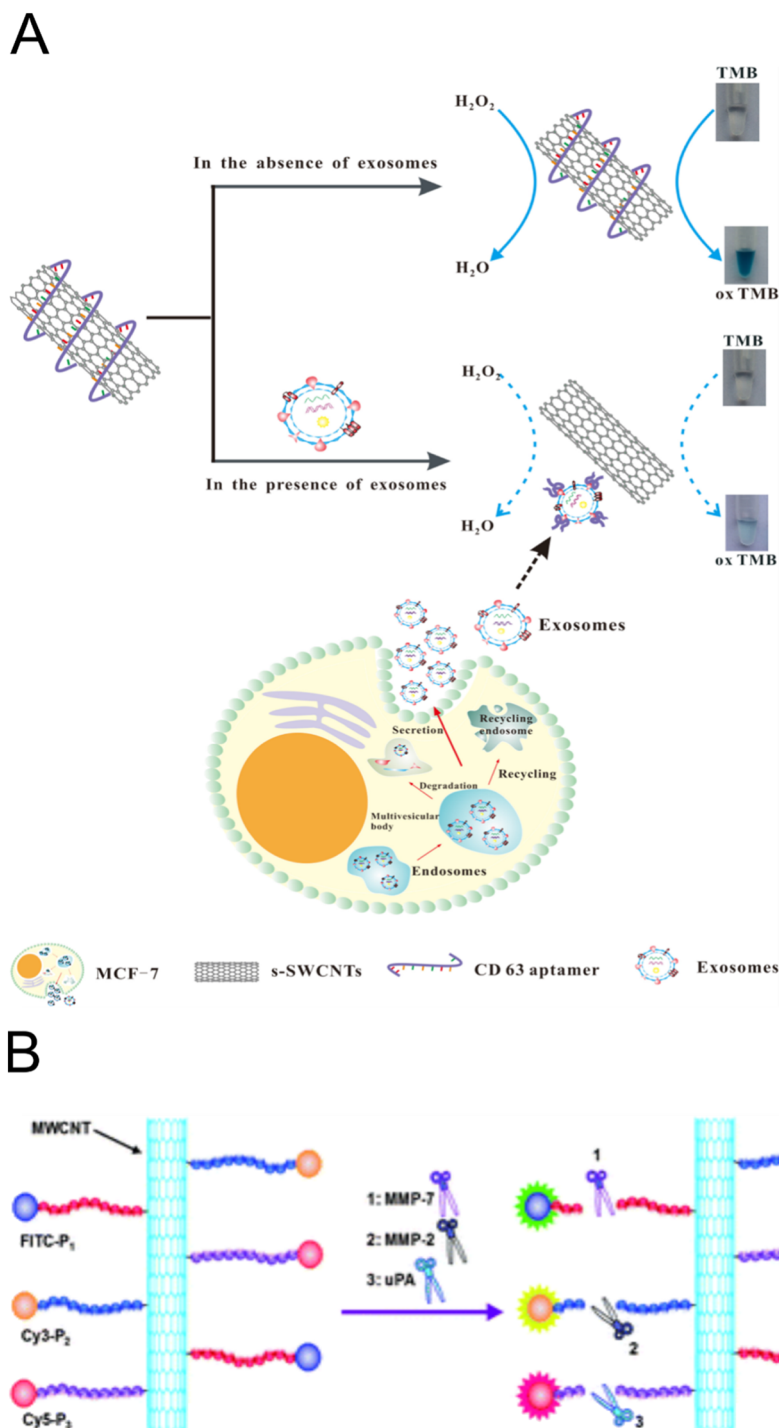 A
TMB
H2O2
In the absence of exosomes
H2O
ox TMB
TMB
H2O2
In the presence of exosomes
H2O
ox TMB
Exosomes
Secretion
Recycling
endosome
Degradation
Recycling
Multivesicular
body
Endosomes
MCF-7
s-SWCNTs
CD 63 aptamer
Exosomes
B
MWCNT
1
1: MMP-7
FITC-P1
2: MMP-2
3: uPA
Cy3-P2
2
Cy5-P3
3